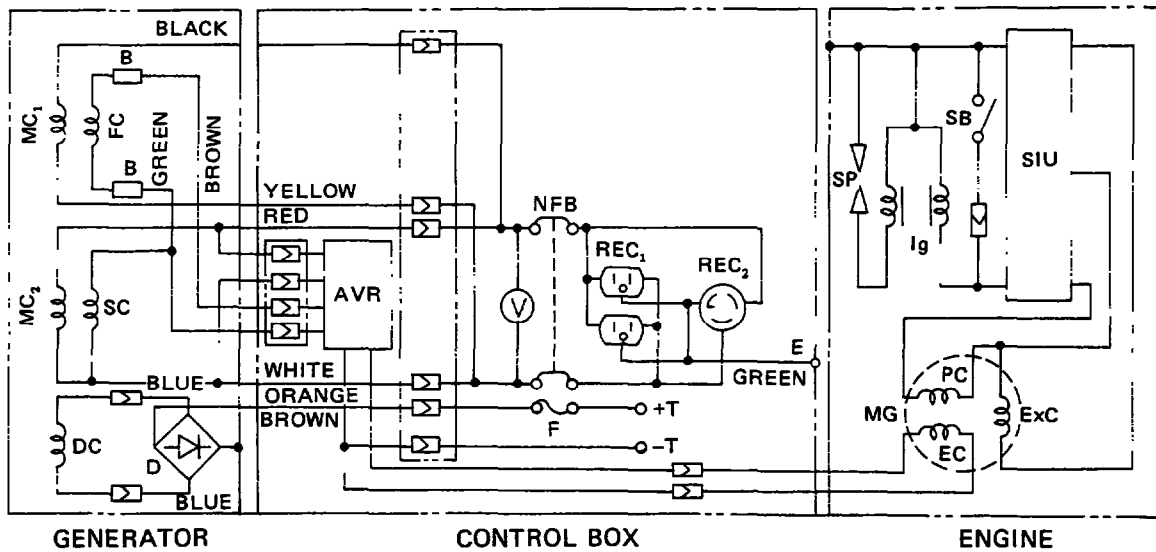 BLACK
B
MC1
FC
GREEN
BROWN
B
YELLOW
RED
NFB
REC1
REC2
AVR
V
MC2
SC
WHITE
BLUE
ORANGE
BROWN
F
+T
-T
E
GREEN
DC
D
BLUE
SP
Ig
SB
SIU
PC
MG
ExC
EC
GENERATOR
CONTROL BOX
ENGINE